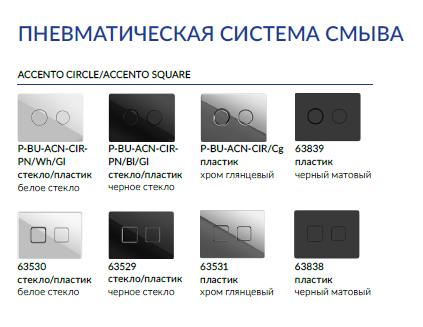 ПНЕВМАТИЧЕСКАЯ СИСТЕМА СМЫВА
ACCENTO CIRCLE/ACCENTO SQUARE
P-BU-ACN-CIR-
PN/Wh/Gl
стекло/пластик
белое стекло
P-BU-ACN-CIR-
PN/Bl/Gl
стекло/пластик
черное стекло
P-BU-ACN-CIR/Cg
пластик
хром глянцевый
63839
пластик
черный матовый
63530
стекло/пластик
белое стекло
63529
стекло/пластик
черное стекло
63531
пластик
хром глянцевый
63838
пластик
черный матовый